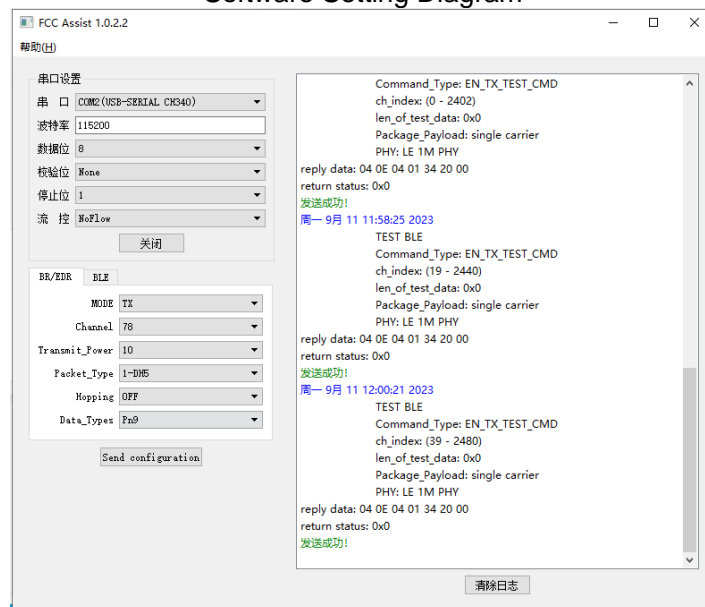 Software Setting Diagram
FCC Assist 1.0.2.2
帮助(H)
串口设置
串 口 COM2(USB-SERIAL CH340)
波特率 115200
数据位 8
校验位 None
停止位 1
流 控 NoFlow
关闭
BR/EDR BLE
MODE TX
Channel 78
Transmit_Power 10
Packet_Type 1-DH5
Hopping OFF
Data_Types Pn9
Send configuration
Command_Type: EN_TX_TEST_CMD
ch_index: (0 - 2402)
len_of_test_data: 0x0
Package_Payload: single carrier
PHY: LE 1M PHY
reply data: 04 0E 04 01 34 20 00
return status: 0x0
发送成功!
周一 9月 11 11:58:25 2023
TEST BLE
Command_Type: EN_TX_TEST_CMD
ch_index: (19 - 2440)
len_of_test_data: 0x0
Package_Payload: single carrier
PHY: LE 1M PHY
reply data: 04 0E 04 01 34 20 00
return status: 0x0
发送成功!
周一 9月 11 12:00:21 2023
TEST BLE
Command_Type: EN_TX_TEST_CMD
ch_index: (39 - 2480)
len_of_test_data: 0x0
Package_Payload: single carrier
PHY: LE 1M PHY
reply data: 04 0E 04 01 34 20 00
return status: 0x0
发送成功!
清除日志